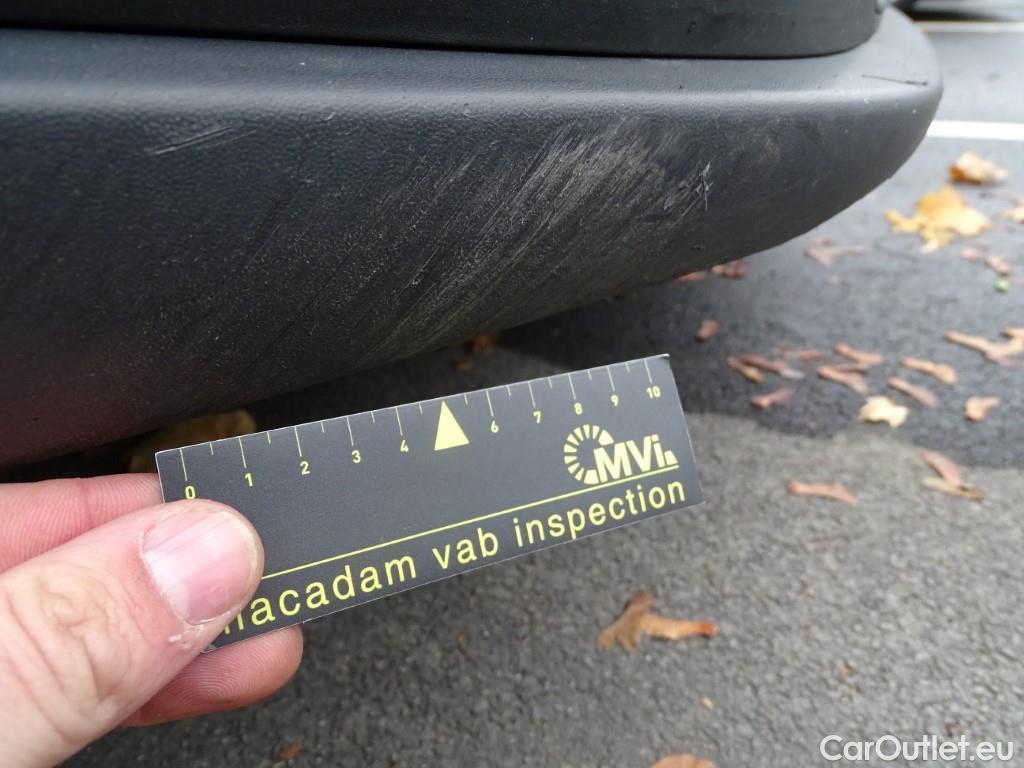 0 1 2 3 4 6 7 8 9 10
MVi
macadam vab inspection
CarOutlet.eu